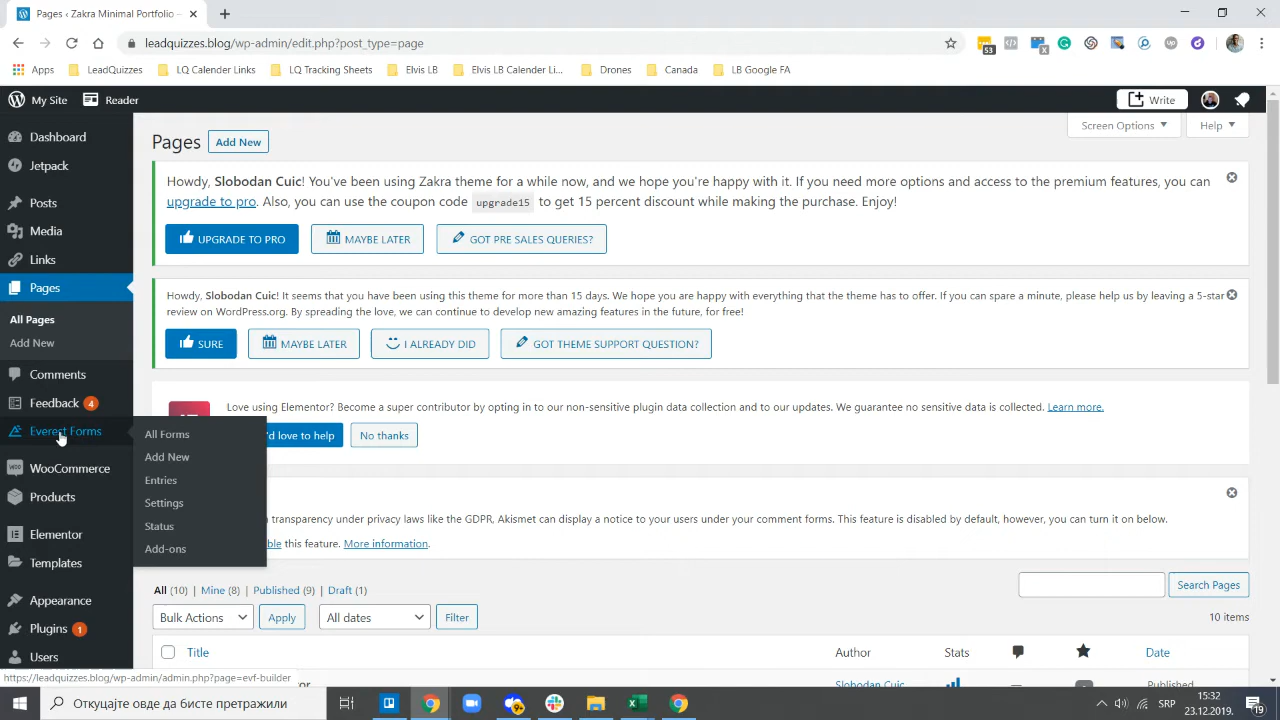 Pages < Zakra Minimal Portfolio –
leadquizzes.blog/wp-admin/edit.php?post_type=page
53
Apps
LeadQuizzes
LQ Calender Links
LQ Tracking Sheets
Elvis LB
Elvis LB Calender Li...
Drones
Canada
LB Google FA
My Site
Reader
Write
Dashboard
Jetpack
Posts
Media
Links
Pages
All Pages
Add New
Comments
Feedback 4
Everest Forms
WooCommerce
Products
Elementor
Templates
Appearance
Plugins 1
Users
All Forms
Add New
Entries
Settings
Status
Add-ons
Screen Options
Help
Pages
Add New
Howdy, Slobodan Cuic! You've been using Zakra theme for a while now, and we hope you're happy with it. If you need more options and access to the premium features, you can
upgrade to pro. Also, you can use the coupon code upgrade15 to get 15 percent discount while making the purchase. Enjoy!
UPGRADE TO PRO
MAYBE LATER
GOT PRE SALES QUERIES?
Howdy, Slobodan Cuic! It seems that you have been using this theme for more than 15 days. We hope you are happy with everything that the theme has to offer. If you can spare a minute, please help us by leaving a 5-star
review on WordPress.org. By spreading the love, we can continue to develop new amazing features in the future, for free!
SURE
MAYBE LATER
I ALREADY DID
GOT THEME SUPPORT QUESTION?
Love using Elementor? Become a super contributor by opting in to our non-sensitive plugin data collection and to our updates. We guarantee no sensitive data is collected. Learn more.
'd love to help
No thanks
transparency under privacy laws like the GDPR, Akismet can display a notice to your users under your comment forms. This feature is disabled by default, however, you can turn it on below.
ble this feature. More information.
All (10) | Mine (8) | Published (9) | Draft (1)
Search Pages
Bulk Actions
Apply
All dates
Filter
10 items
Title
Author
Stats
Date
or
Slobodan Cuic
Published
https://leadquizzes.blog/wp-admin/admin.php?page=evf-builder
Откуцајте овде да бисте претражили
9+
SRP
15:32
23.12.2019.
19